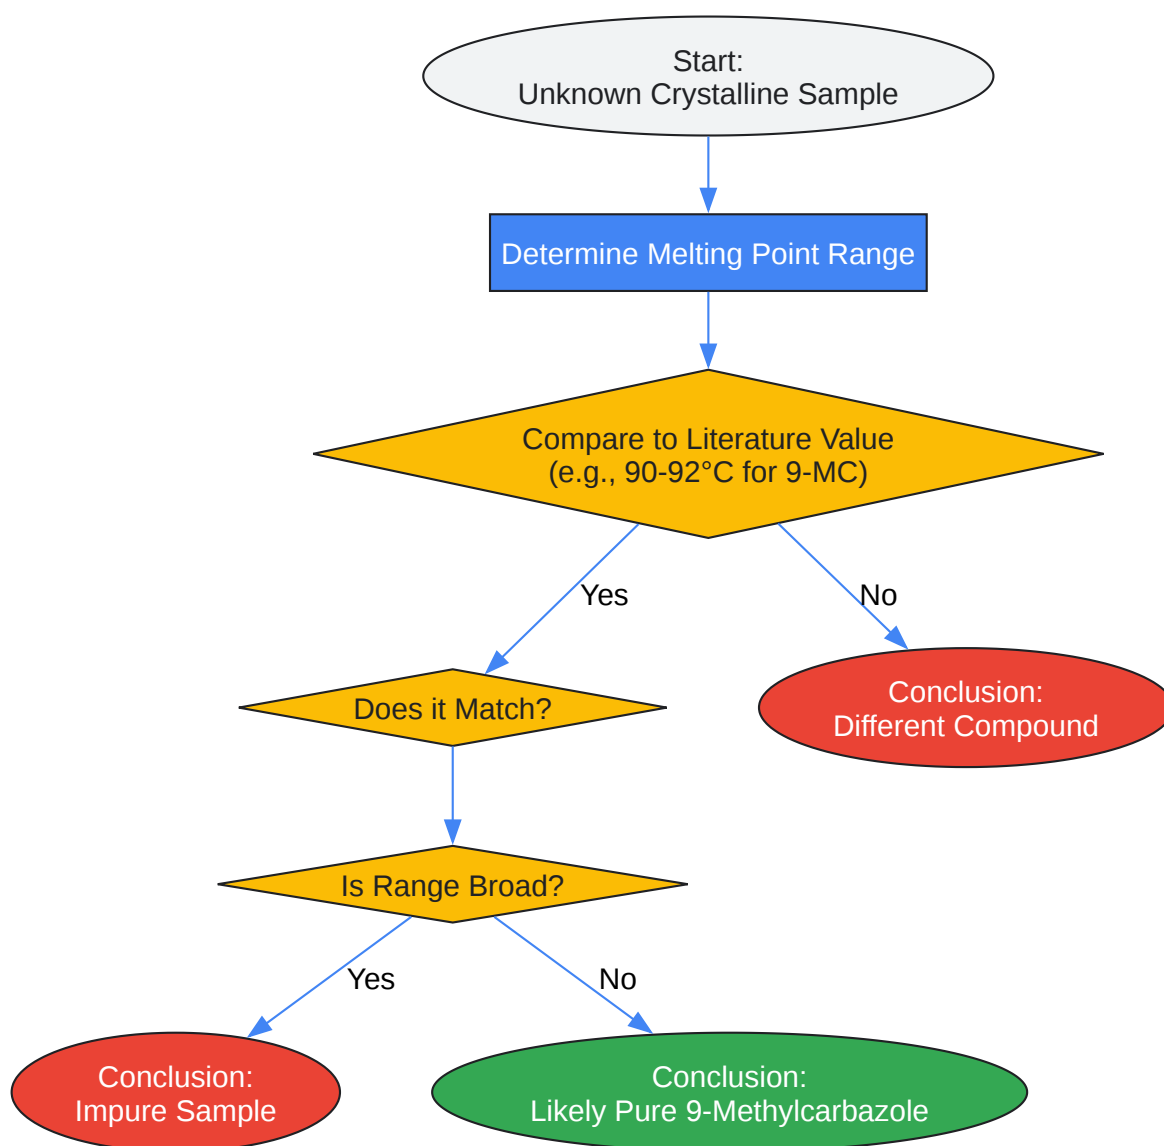 Start:
Unknown Crystalline Sample
Determine Melting Point Range
Compare to Literature Value
(e.g., 90-92°C for 9-MC)
Yes
No
Does it Match?
Conclusion:
Different Compound
Is Range Broad?
Yes
No
Conclusion:
Impure Sample
Conclusion:
Likely Pure 9-Methylcarbazole